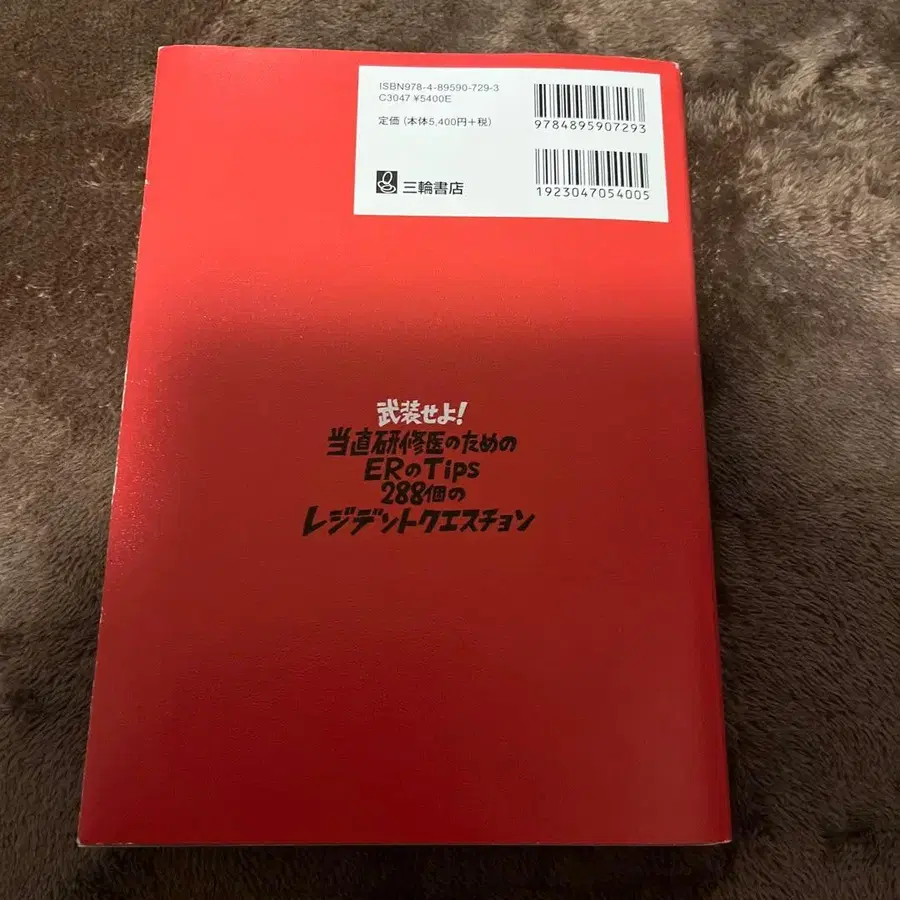 ISBN978-4-89590-729-3
C3047 ¥5400E
定価 (本体5,400円+税)
三輪書店
9784895907293
1923047054005
武装せよ!
当直研修医のための
ERのTips
288個の
レジデントクエスチョン